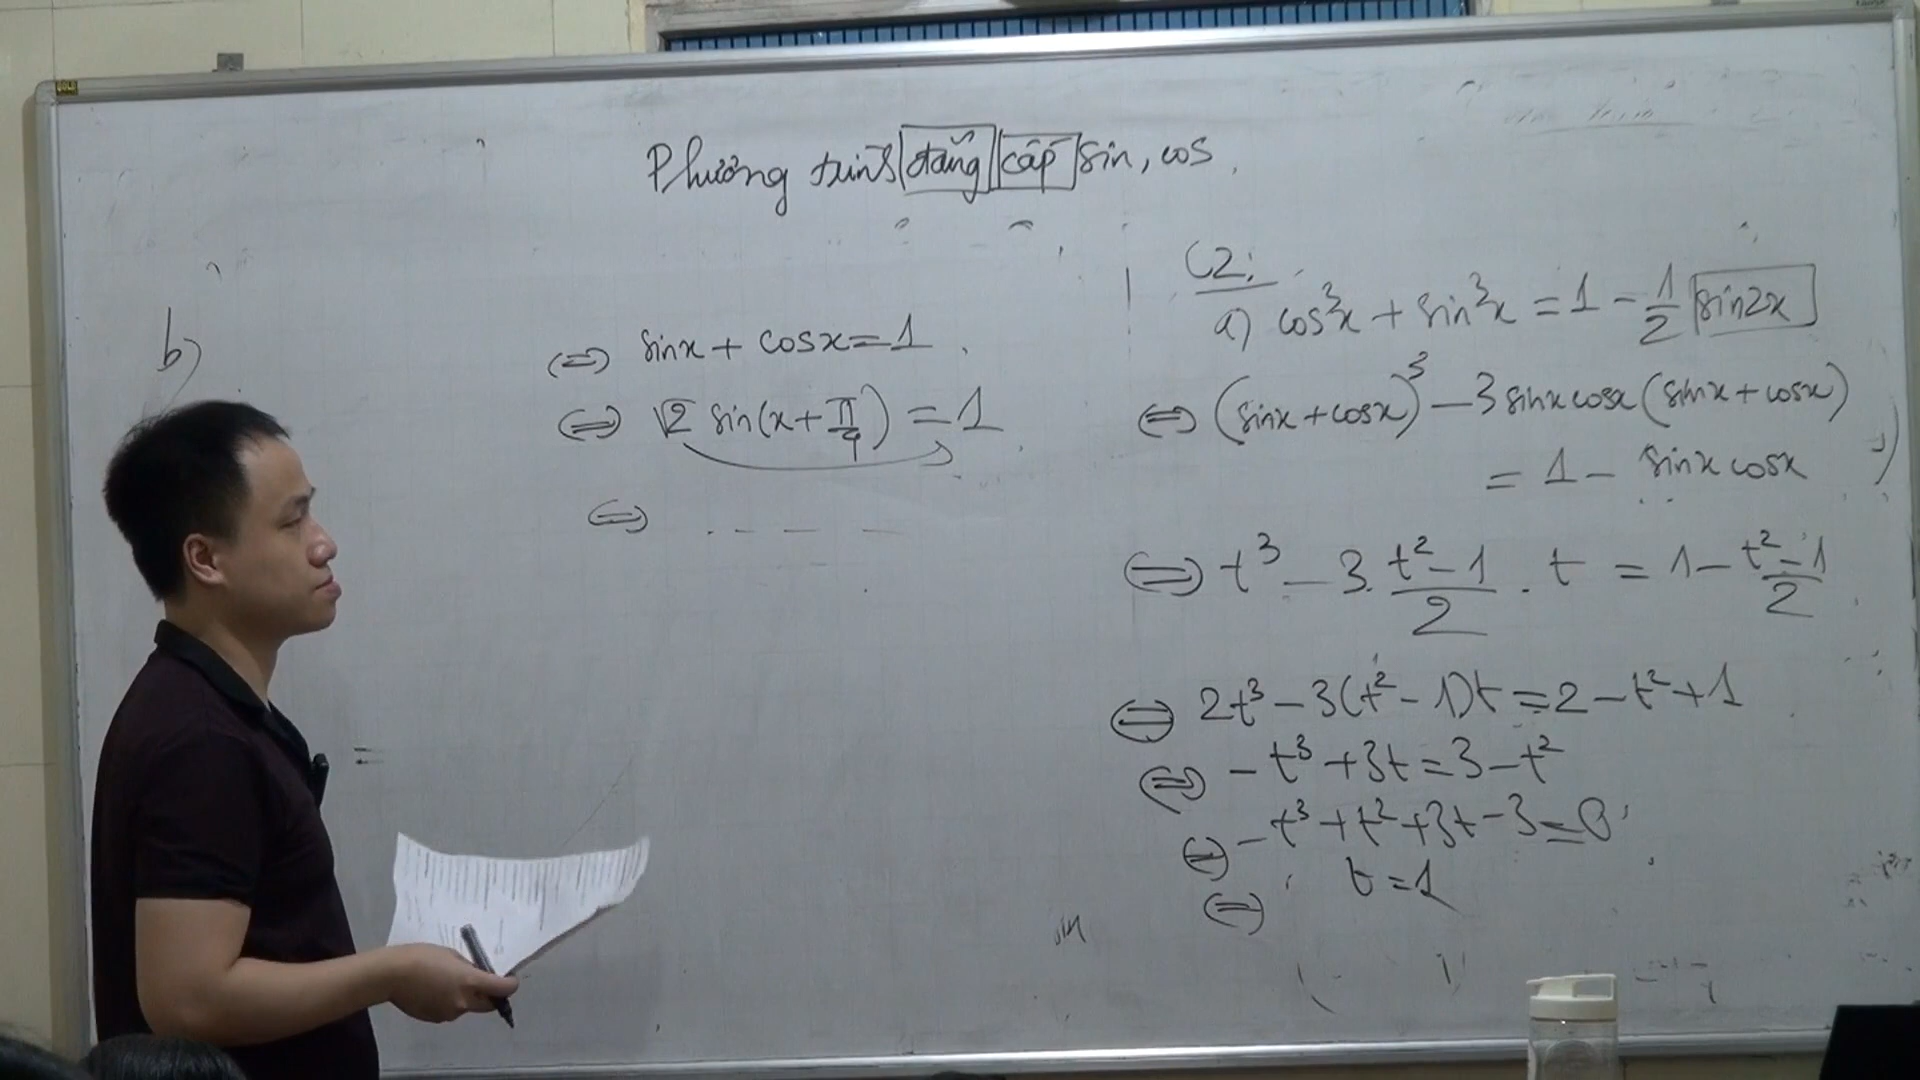 Phương trình đẳng cấp sin, cos
b)
⇔ sinx + cosx = 1
⇔ √2 sin(x + π/4) = 1
⇔ . _ _ _
C2:
a) cos³x + sin³x = 1 - 1/2 sin2x
⇔ (sinx + cosx)³ - 3 sinx cosx (sinx + cosx)
= 1 - sinx cosx
⇔ t³ - 3. (t² - 1)/2 . t = 1 - (t² - 1)/2
⇔ 2t³ - 3(t² - 1)t = 2 - t² + 1
⇔ - t³ + 3t = 3 - t²
⇔ - t³ + t² + 3t - 3 = 0
⇔ t = 1